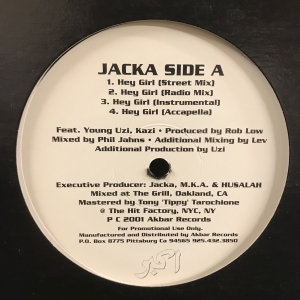 JACKA SIDE A
1. Hey Girl (Street Mix)
2. Hey Girl (Radio Mix)
3. Hey Girl (Instrumental)
4. Hey Girl (Accapella)
Feat. Young Uzi, Kazi • Produced by Rob Low
Mixed by Phil Jahns • Additional Mixing by Lev
Additional Production by Uzi
Executive Producer: Jacka, M.K.A. & HUSALAH
Mixed at The Grill, Oakland, CA
Mastered by Tony 'Tippy' Tarochione
@ The Hit Factory, NYC, NY
P C 2001 Akbar Records
For Promotional Use Only.
Manufactured and Distributed by Akbar Records
P.O. Box 8775 Pittsburg Ca 94565 925.432.3850